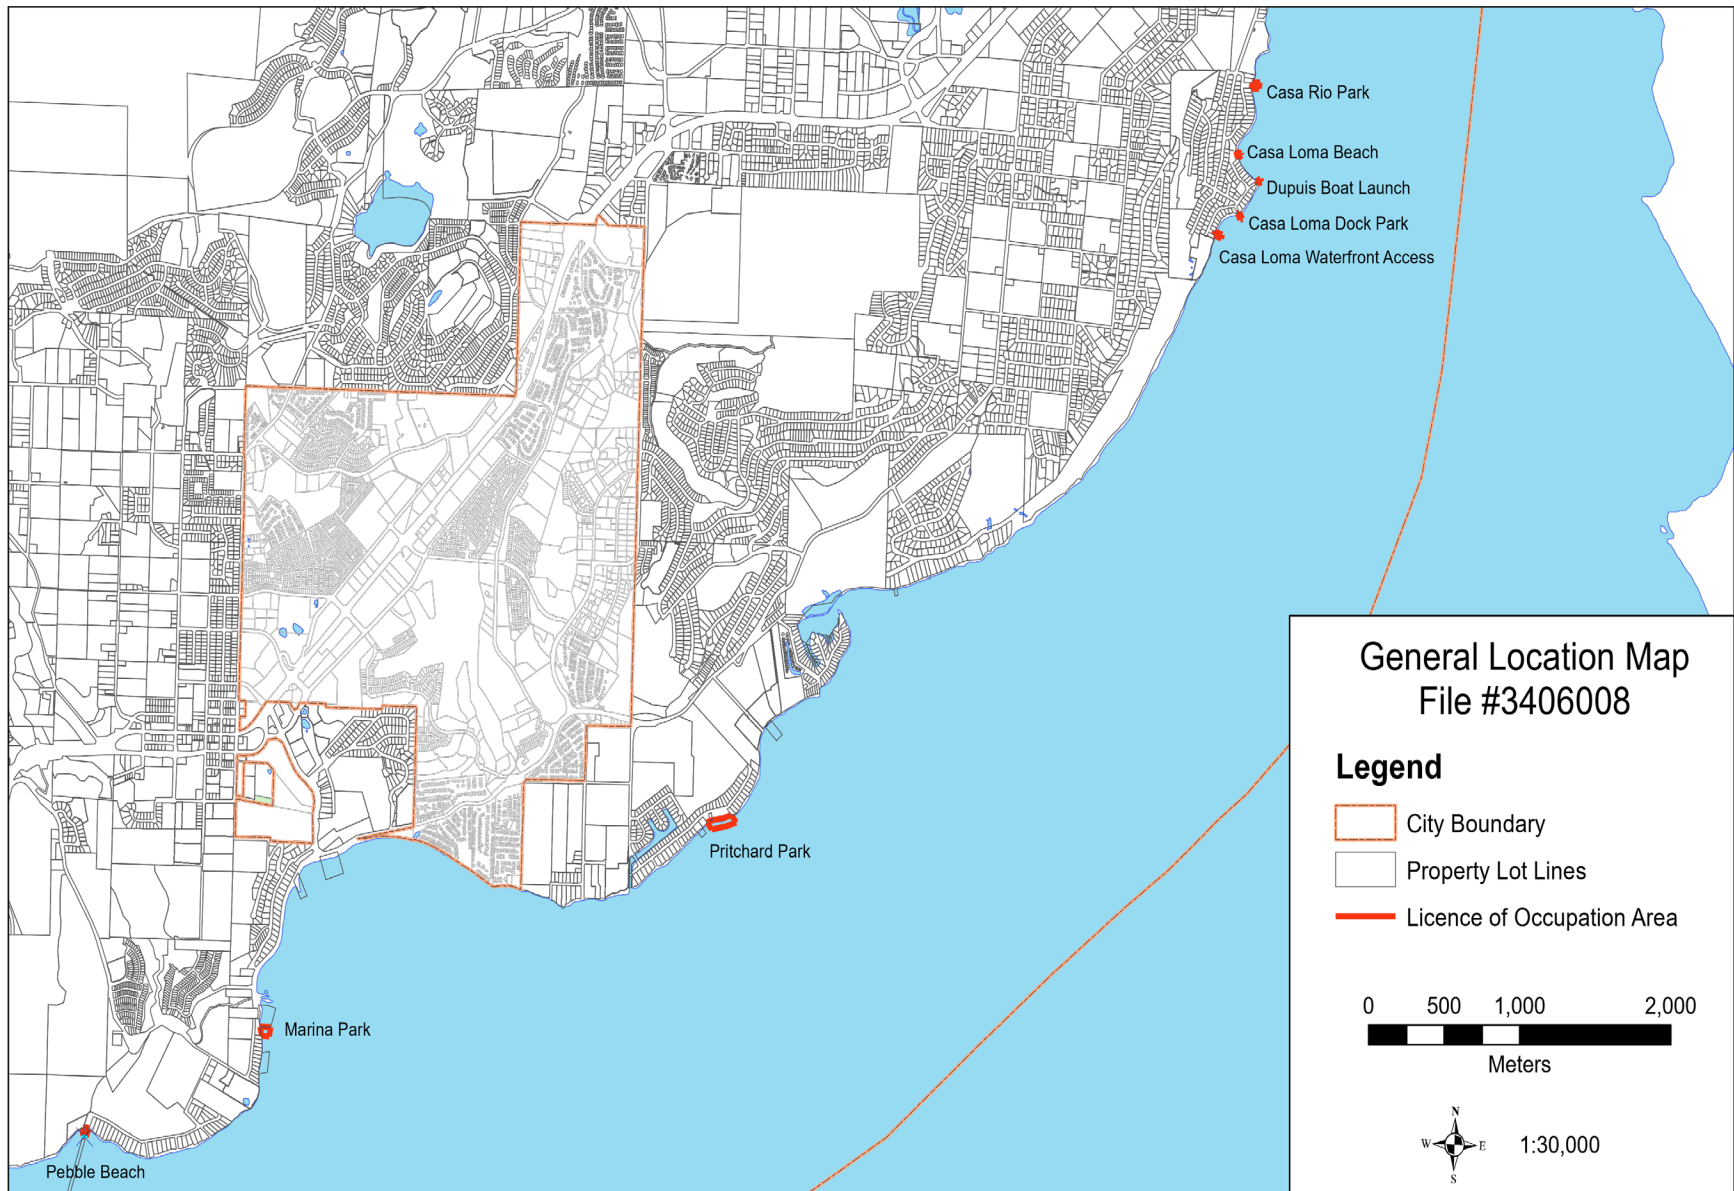 Casa Rio Park
Casa Loma Beach
Dupuis Boat Launch
Casa Loma Dock Park
Casa Loma Waterfront Access
Pritchard Park
Marina Park
Pebble Beach
General Location Map
File #3406008
Legend
City Boundary
Property Lot Lines
Licence of Occupation Area
0 500 1,000 2,000
Meters
N
W E
S
1:30,000